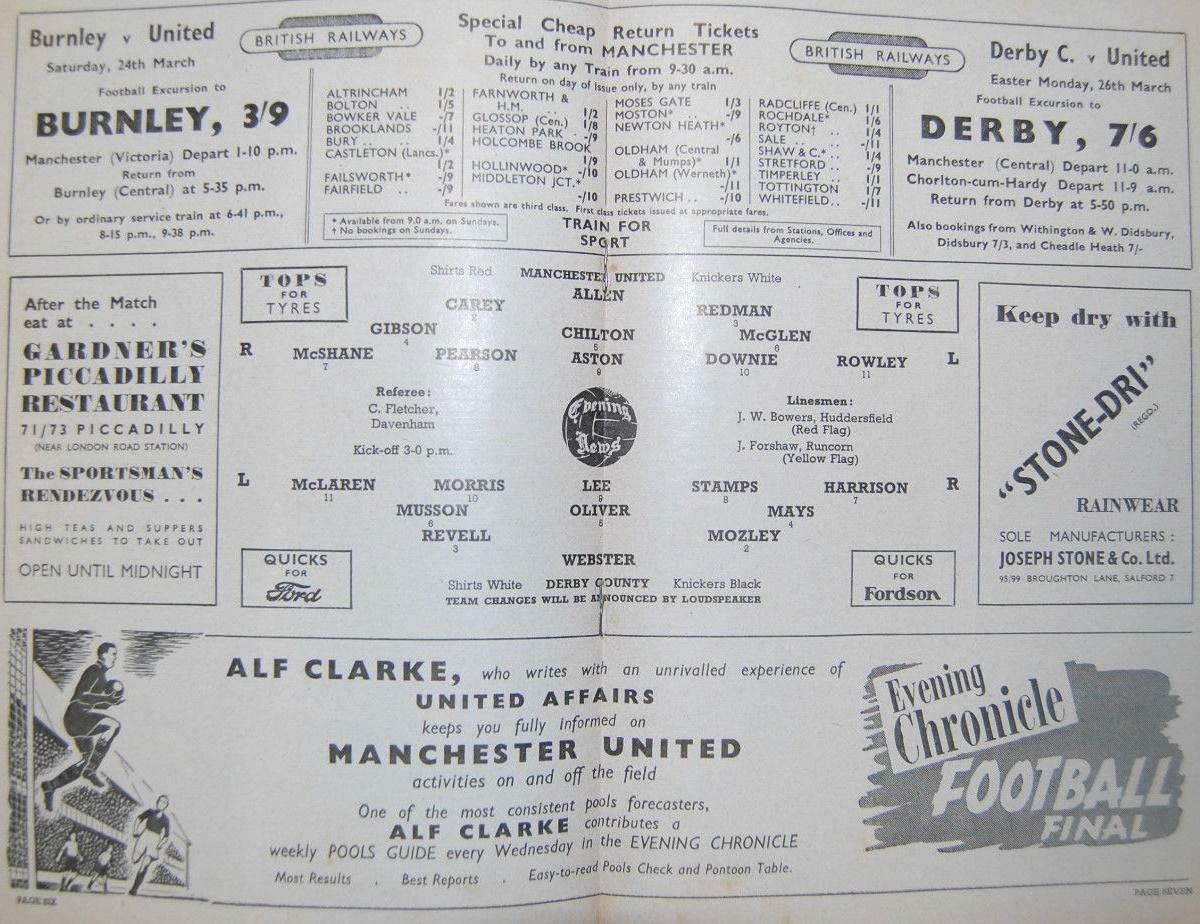 Burnley v United
Saturday, 24th March
Football Excursion to
BURNLEY, 3/9
Manchester (Victoria) Depart 1-10 p.m.
Return from
Burnley (Central) at 5-35 p.m.
Or by ordinary service train at 6-41 p.m.,
8-15 p.m., 9-38 p.m.
BRITISH RAILWAYS
Special Cheap Return Tickets
To and from MANCHESTER
Daily by any Train from 9-30 a.m.
Return on day of issue only, by any train
ALTRINCHAM 1/2
BOLTON .. 1/5
BOWKER VALE -/7
BROOKLANDS -/11
BURY .. .. 1/4
CASTLETON (Lancs.)*
1/2
FAILSWORTH* -/9
FAIRFIELD .. -/9
FARNWORTH &
H.M. .. 1/2
GLOSSOP (Cen.) 1/8
HEATON PARK . -/9
HOLCOMBE BROOK
1/9
HOLLINWOOD* -/10
MIDDLETON JCT.*
-/10
MOSES GATE 1/3
MOSTON* .. -/9
NEWTON HEATH*
-/6
OLDHAM (Central
& Mumps)* 1/1
OLDHAM (Werneth)*
-/11
PRESTWICH .. -/10
RADCLIFFE (Cen.) 1/1
ROCHDALE* 1/6
ROYTON† .. 1/4
SALE .. .. -/11
SHAW & C.* .. 1/4
STRETFORD .. -/9
TIMPERLEY .. 1/1
TOTTINGTON 1/7
WHITEFIELD.. -/11
Fares shown are third class. First class tickets issued at appropriate fares.
* Available from 9.0 a.m. on Sundays.
† No bookings on Sundays.
TRAIN FOR
SPORT
Full details from Stations, Offices and
Agencies.
BRITISH RAILWAYS
Derby C. v United
Easter Monday, 26th March
Football Excursion to
DERBY, 7/6
Manchester (Central) Depart 11-0 a.m.
Chorlton-cum-Hardy Depart 11-9 a.m.
Return from Derby at 5-50 p.m.
Also bookings from Withington & W. Didsbury,
Didsbury 7/3, and Cheadle Heath 7/-
After the Match
eat at . . . .
GARDNER'S
PICCADILLY
RESTAURANT
71/73 PICCADILLY
(NEAR LONDON ROAD STATION)
The SPORTSMAN'S
RENDEZVOUS . . .
HIGH TEAS AND SUPPERS
SANDWICHES TO TAKE OUT
OPEN UNTIL MIDNIGHT
TOPS
FOR
TYRES
Shirts Red MANCHESTER UNITED Knickers White
TOPS
FOR
TYRES
ALLEN
CAREY REDMAN
2 3
GIBSON CHILTON McGLEN
4 5 6
R McSHANE PEARSON ASTON DOWNIE ROWLEY L
7 8 9 10 11
Referee:
C. Fletcher,
Davenham
Kick-off 3-0 p.m.
Evening
News
Linesmen:
J. W. Bowers, Huddersfield
(Red Flag)
J. Forshaw, Runcorn
(Yellow Flag)
L McLAREN MORRIS LEE STAMPS HARRISON R
11 10 9 8 7
MUSSON OLIVER MAYS
6 5 4
REVELL MOZLEY
3 2
WEBSTER
QUICKS
FOR
Ford
Shirts White DERBY COUNTY Knickers Black
TEAM CHANGES WILL BE ANNOUNCED BY LOUDSPEAKER
QUICKS
FOR
Fordson
Keep dry with
"STONE-DRI"
(REGD.)
RAINWEAR
SOLE MANUFACTURERS:
JOSEPH STONE & Co. Ltd.
95/99 BROUGHTON LANE, SALFORD 7
ALF CLARKE, who writes with an unrivalled experience of
UNITED AFFAIRS
keeps you fully informed on
MANCHESTER UNITED
activities on and off the field
One of the most consistent pools forecasters,
ALF CLARKE contributes a
weekly POOLS GUIDE every Wednesday in the EVENING CHRONICLE
Most Results . Best Reports . Easy-to-read Pools Check and Pontoon Table.
Evening
Chronicle
FOOTBALL
FINAL
PAGE SIX
PAGE SEVEN